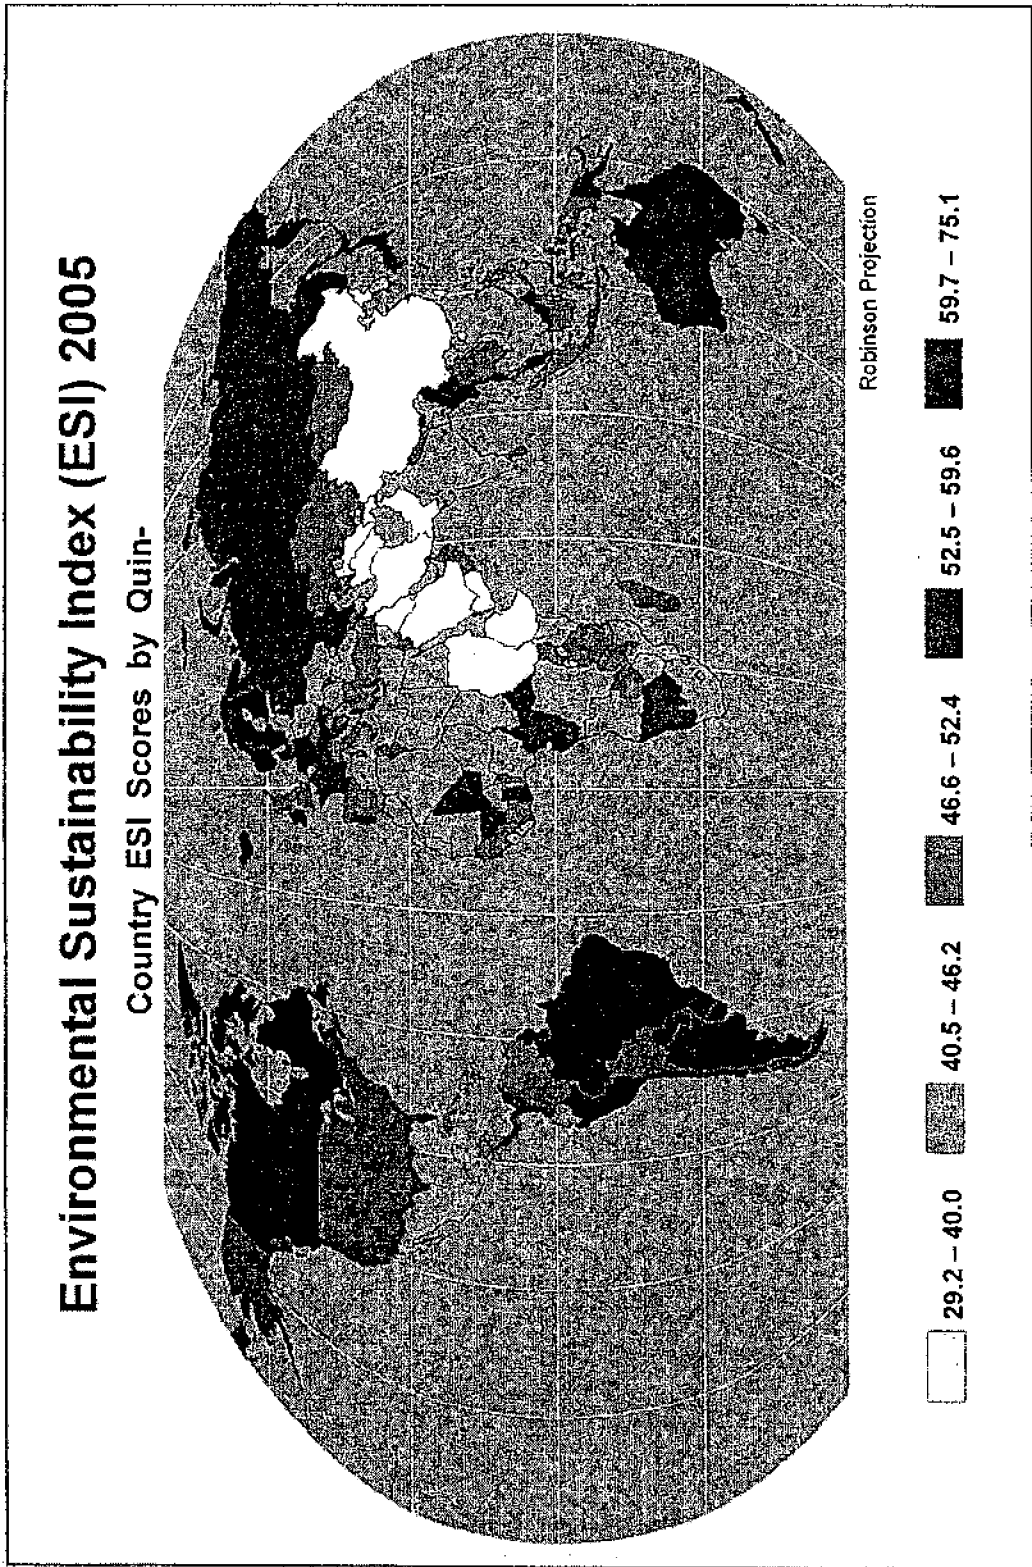 Environmental Sustainability Index (ESI) 2005
Country ESI Scores by Quin-
Robinson Projection
29.2 – 40.0
40.5 – 46.2
46.6 – 52.4
52.5 – 59.6
59.7 – 75.1